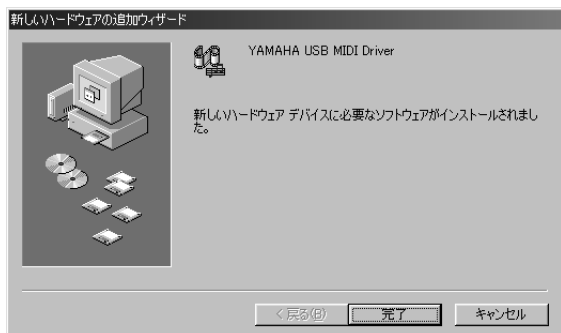 新しいハードウェアの追加ウィザード
YAMAHA USB MIDI Driver
新しいハードウェア デバイスに必要なソフトウェアがインストールされまし
た。
< 戻る(B)
完了
キャンセル